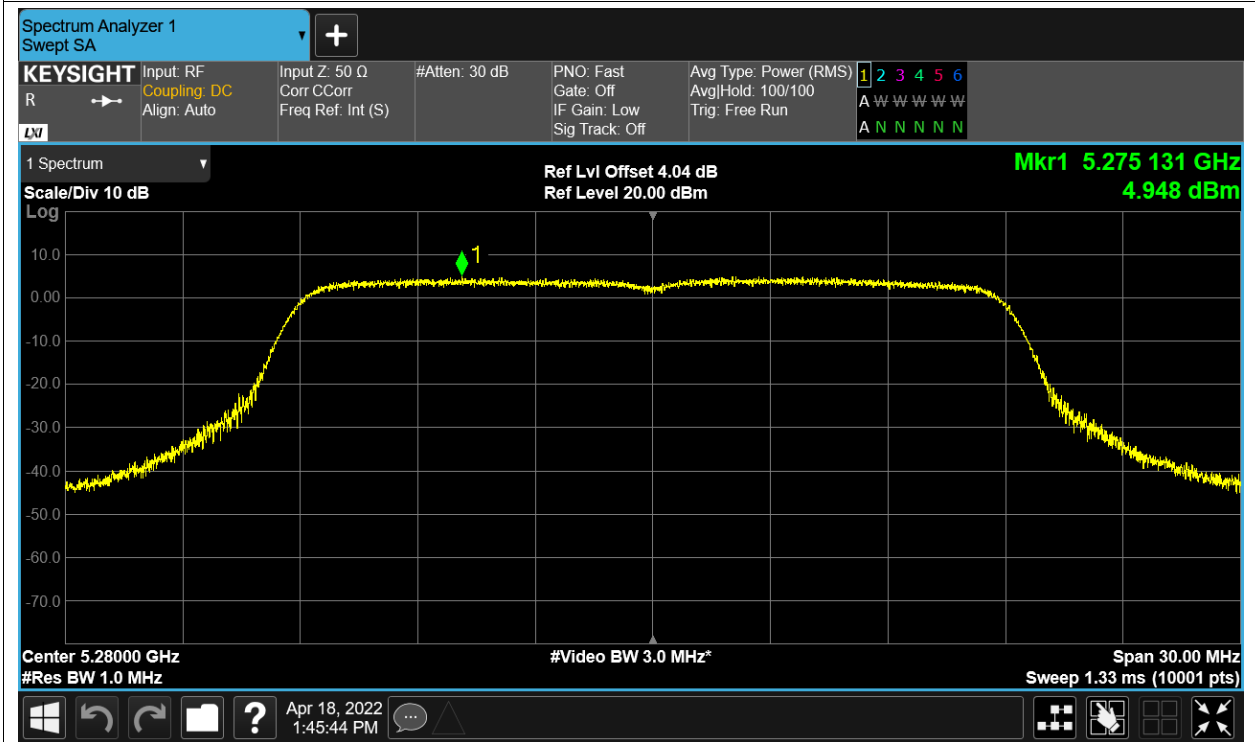 Spectrum Analyzer 1
Swept SA
+
KEYSIGHT
R
LXI
Input: RF
Coupling: DC
Align: Auto
Input Z: 50 Ω
Corr CCorr
Freq Ref: Int (S)
#Atten: 30 dB
PNO: Fast
Gate: Off
IF Gain: Low
Sig Track: Off
Avg Type: Power (RMS)
Avg|Hold: 100/100
Trig: Free Run
1 2 3 4 5 6
A W W W W W
A N N N N N
1 Spectrum
Scale/Div 10 dB
Log
Ref Lvl Offset 4.04 dB
Ref Level 20.00 dBm
Mkr1 5.275 131 GHz
4.948 dBm
1
10.0
0.00
-10.0
-20.0
-30.0
-40.0
-50.0
-60.0
-70.0
Center 5.28000 GHz
#Res BW 1.0 MHz
#Video BW 3.0 MHz*
Span 30.00 MHz
Sweep 1.33 ms (10001 pts)
?
Apr 18, 2022
1:45:44 PM